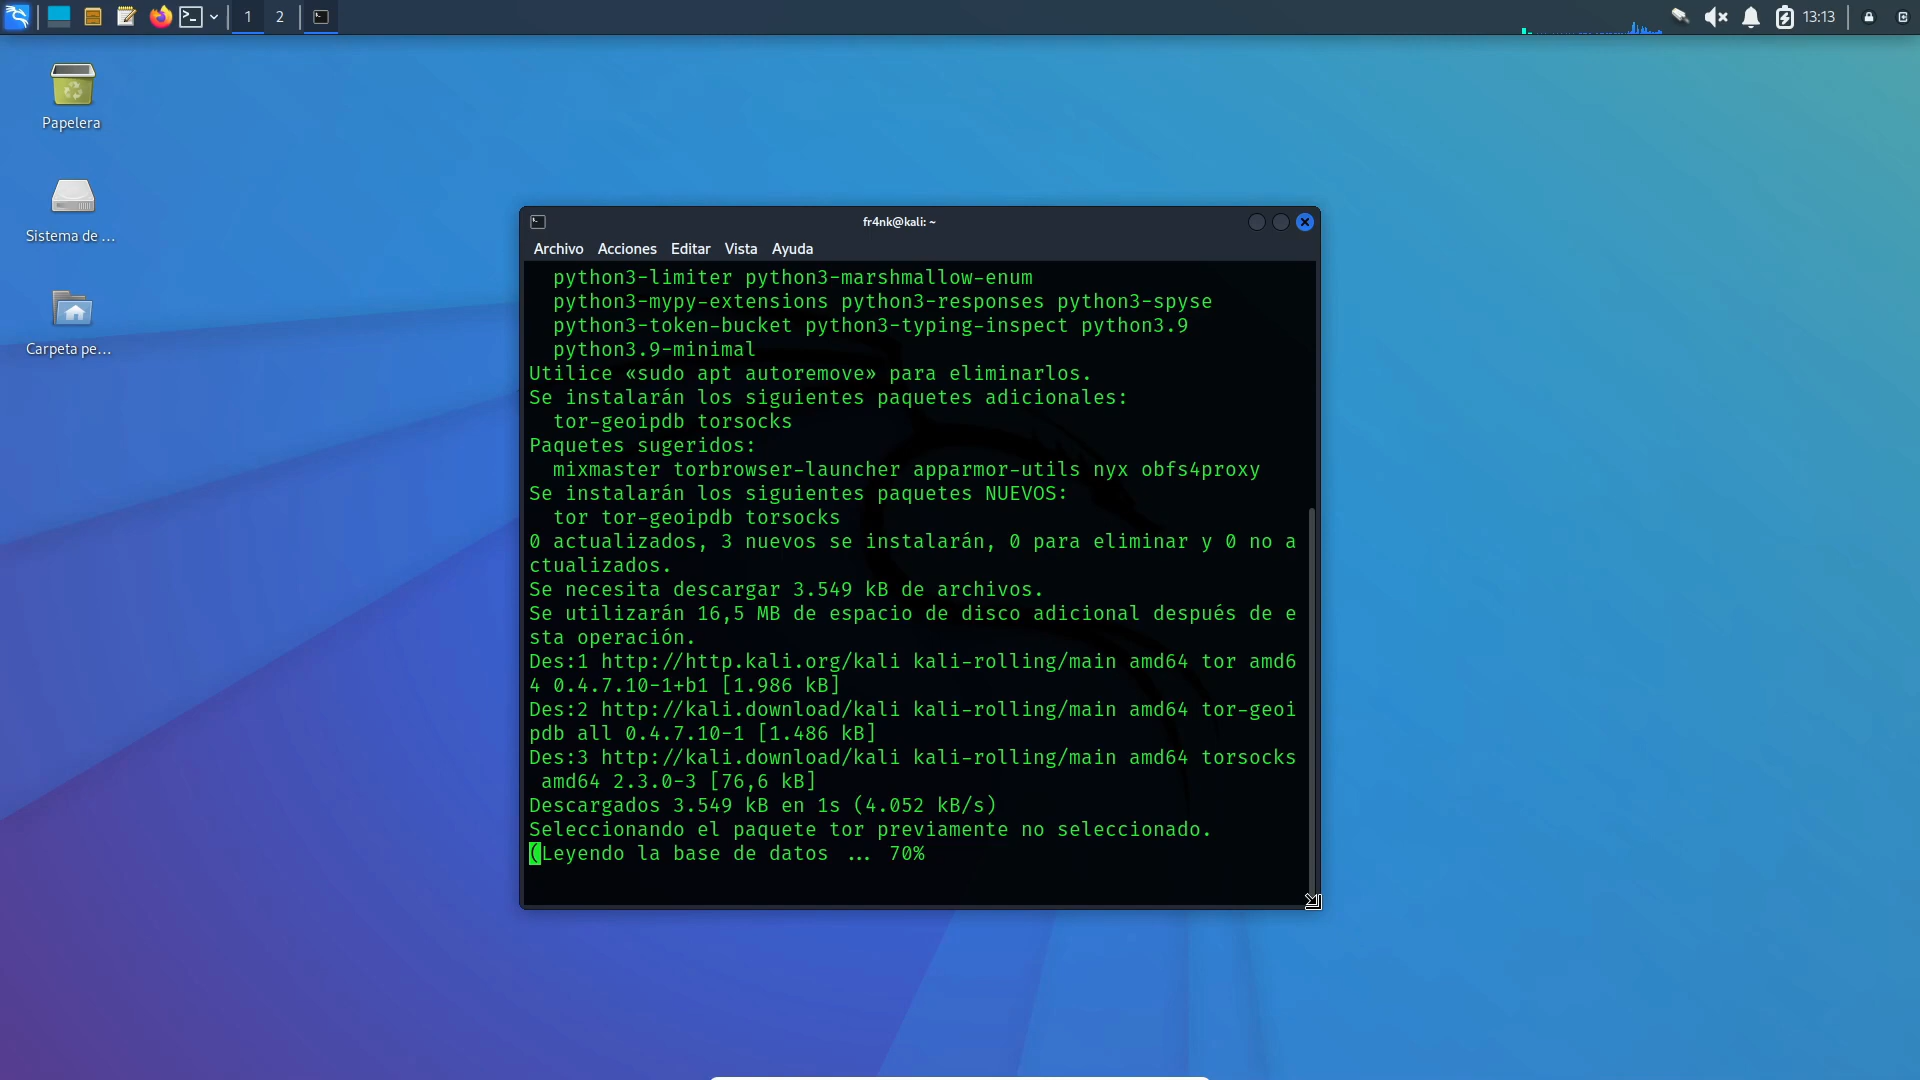 1 2 13:13
Papelera
Sistema de ...
Carpeta pe...
fr4nk@kali: ~
Archivo Acciones Editar Vista Ayuda
python3-limiter python3-marshmallow-enum
python3-mypy-extensions python3-responses python3-spyse
python3-token-bucket python3-typing-inspect python3.9
python3.9-minimal
Utilice «sudo apt autoremove» para eliminarlos.
Se instalarán los siguientes paquetes adicionales:
tor-geoipdb torsocks
Paquetes sugeridos:
mixmaster torbrowser-launcher apparmor-utils nyx obfs4proxy
Se instalarán los siguientes paquetes NUEVOS:
tor tor-geoipdb torsocks
0 actualizados, 3 nuevos se instalarán, 0 para eliminar y 0 no a
ctualizados.
Se necesita descargar 3.549 kB de archivos.
Se utilizarán 16,5 MB de espacio de disco adicional después de e
sta operación.
Des:1 http://http.kali.org/kali kali-rolling/main amd64 tor amd6
4 0.4.7.10-1+b1 [1.986 kB]
Des:2 http://kali.download/kali kali-rolling/main amd64 tor-geoi
pdb all 0.4.7.10-1 [1.486 kB]
Des:3 http://kali.download/kali kali-rolling/main amd64 torsocks
amd64 2.3.0-3 [76,6 kB]
Descargados 3.549 kB en 1s (4.052 kB/s)
Seleccionando el paquete tor previamente no seleccionado.
(Leyendo la base de datos ... 70%